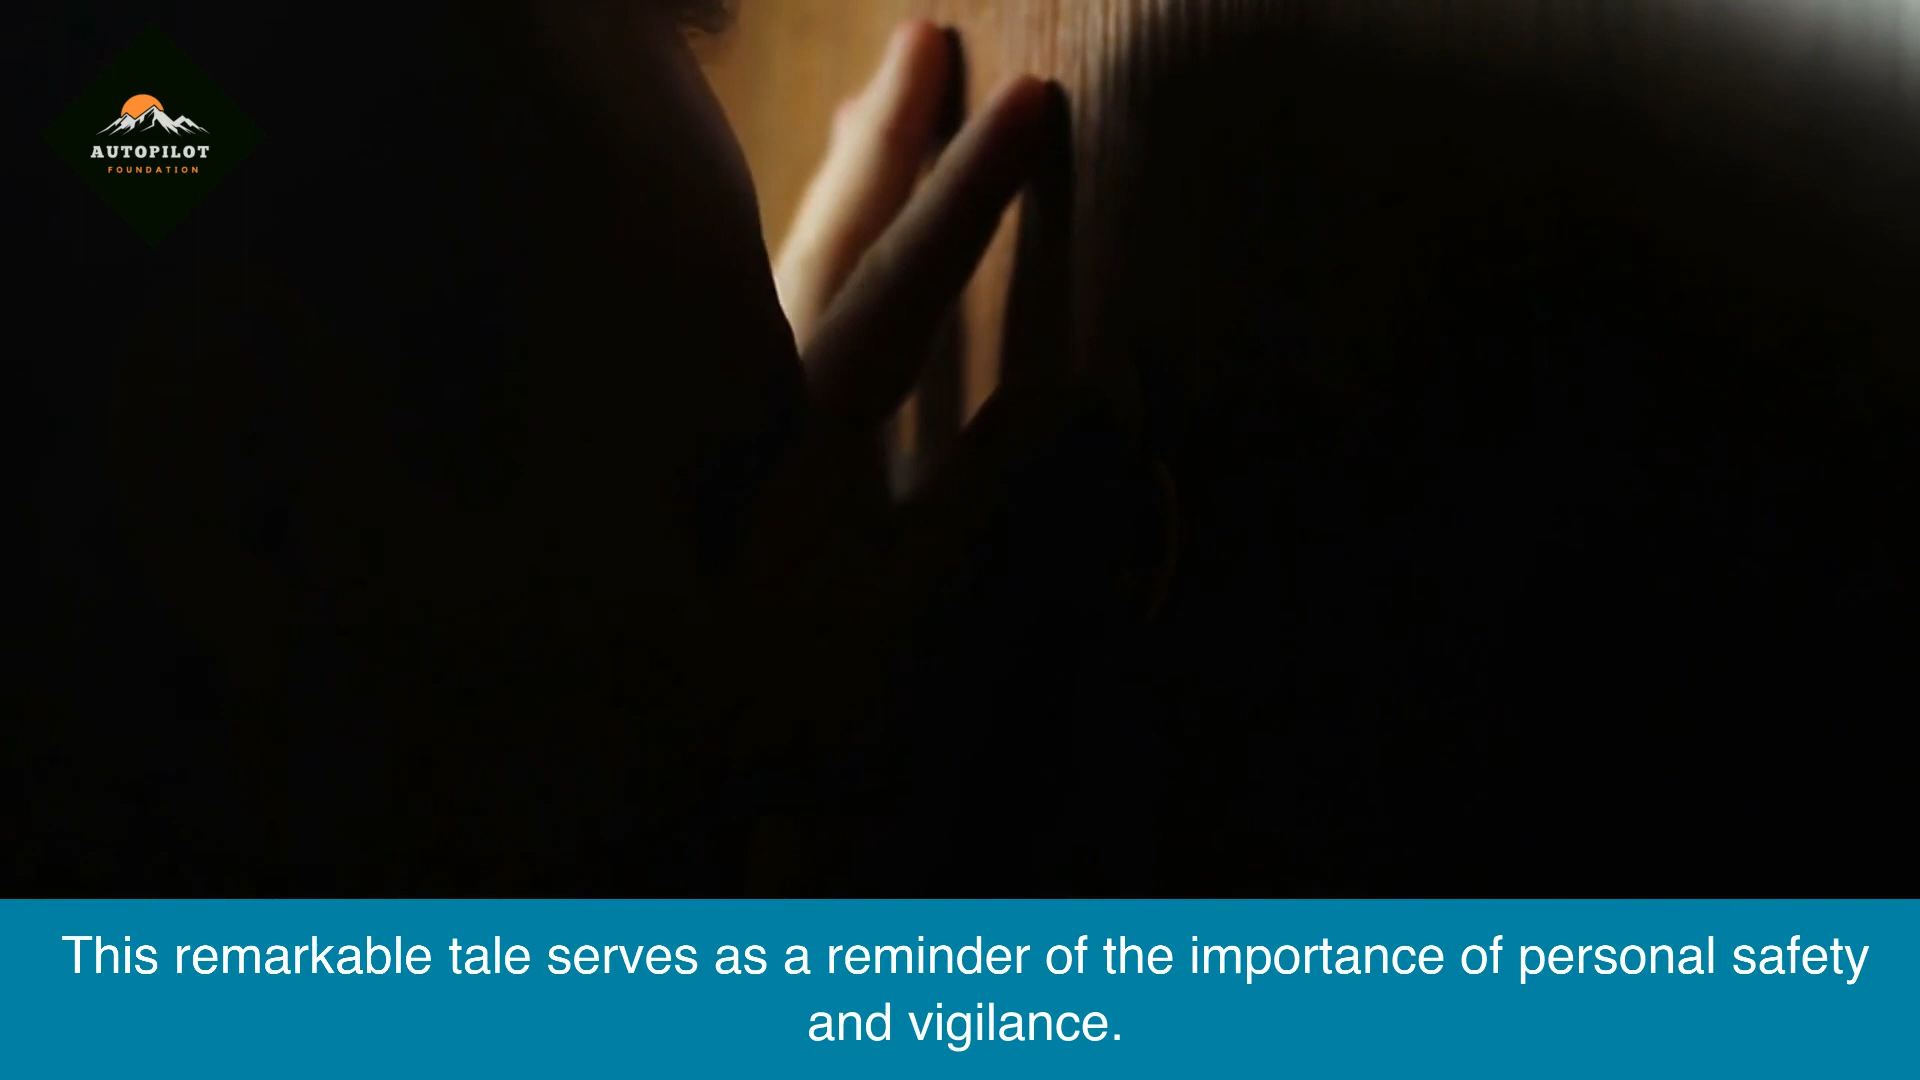 AUTOPILOT
FOUNDATION
This remarkable tale serves as a reminder of the importance of personal safety
and vigilance.